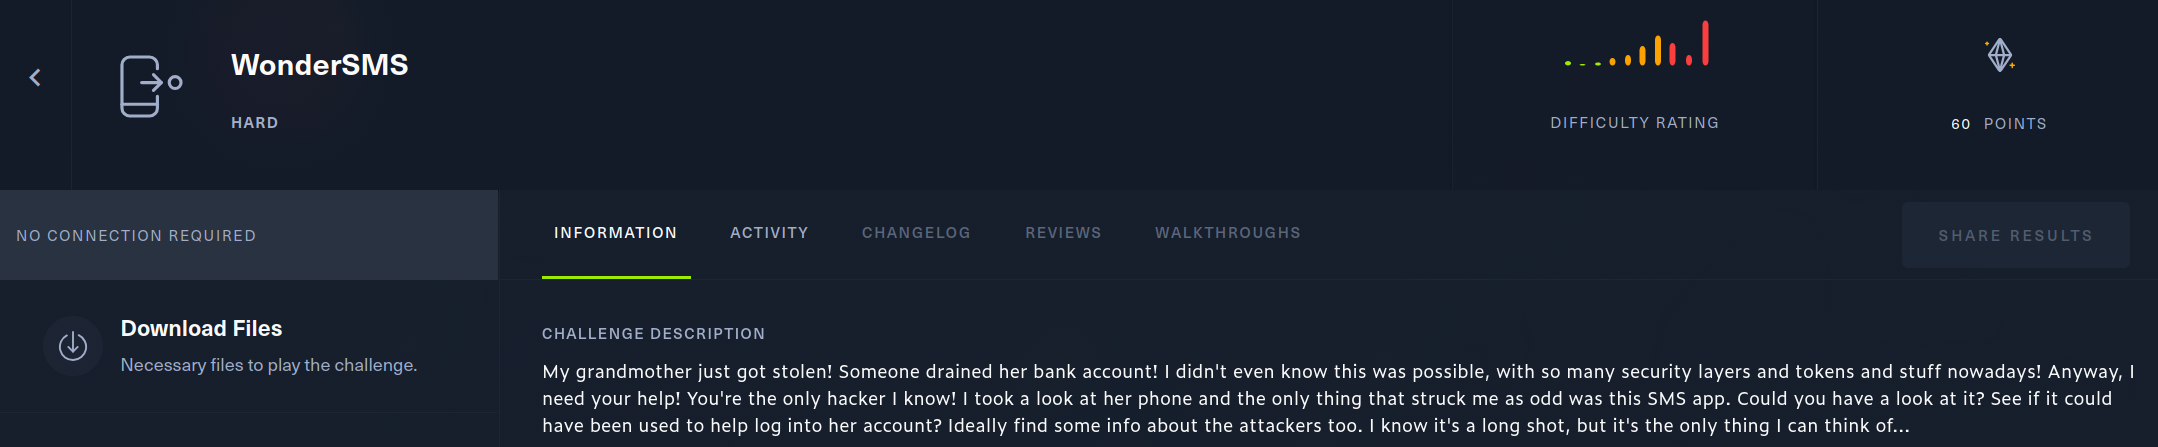 WonderSMS
HARD
DIFFICULTY RATING
60 POINTS
NO CONNECTION REQUIRED
Download Files
Necessary files to play the challenge.
INFORMATION
ACTIVITY
CHANGELOG
REVIEWS
WALKTHROUGHS
SHARE RESULTS
CHALLENGE DESCRIPTION
My grandmother just got stolen! Someone drained her bank account! I didn't even know this was possible, with so many security layers and tokens and stuff nowadays! Anyway, I
need your help! You're the only hacker I know! I took a look at her phone and the only thing that struck me as odd was this SMS app. Could you have a look at it? See if it could
have been used to help log into her account? Ideally find some info about the attackers too. I know it's a long shot, but it's the only thing I can think of...